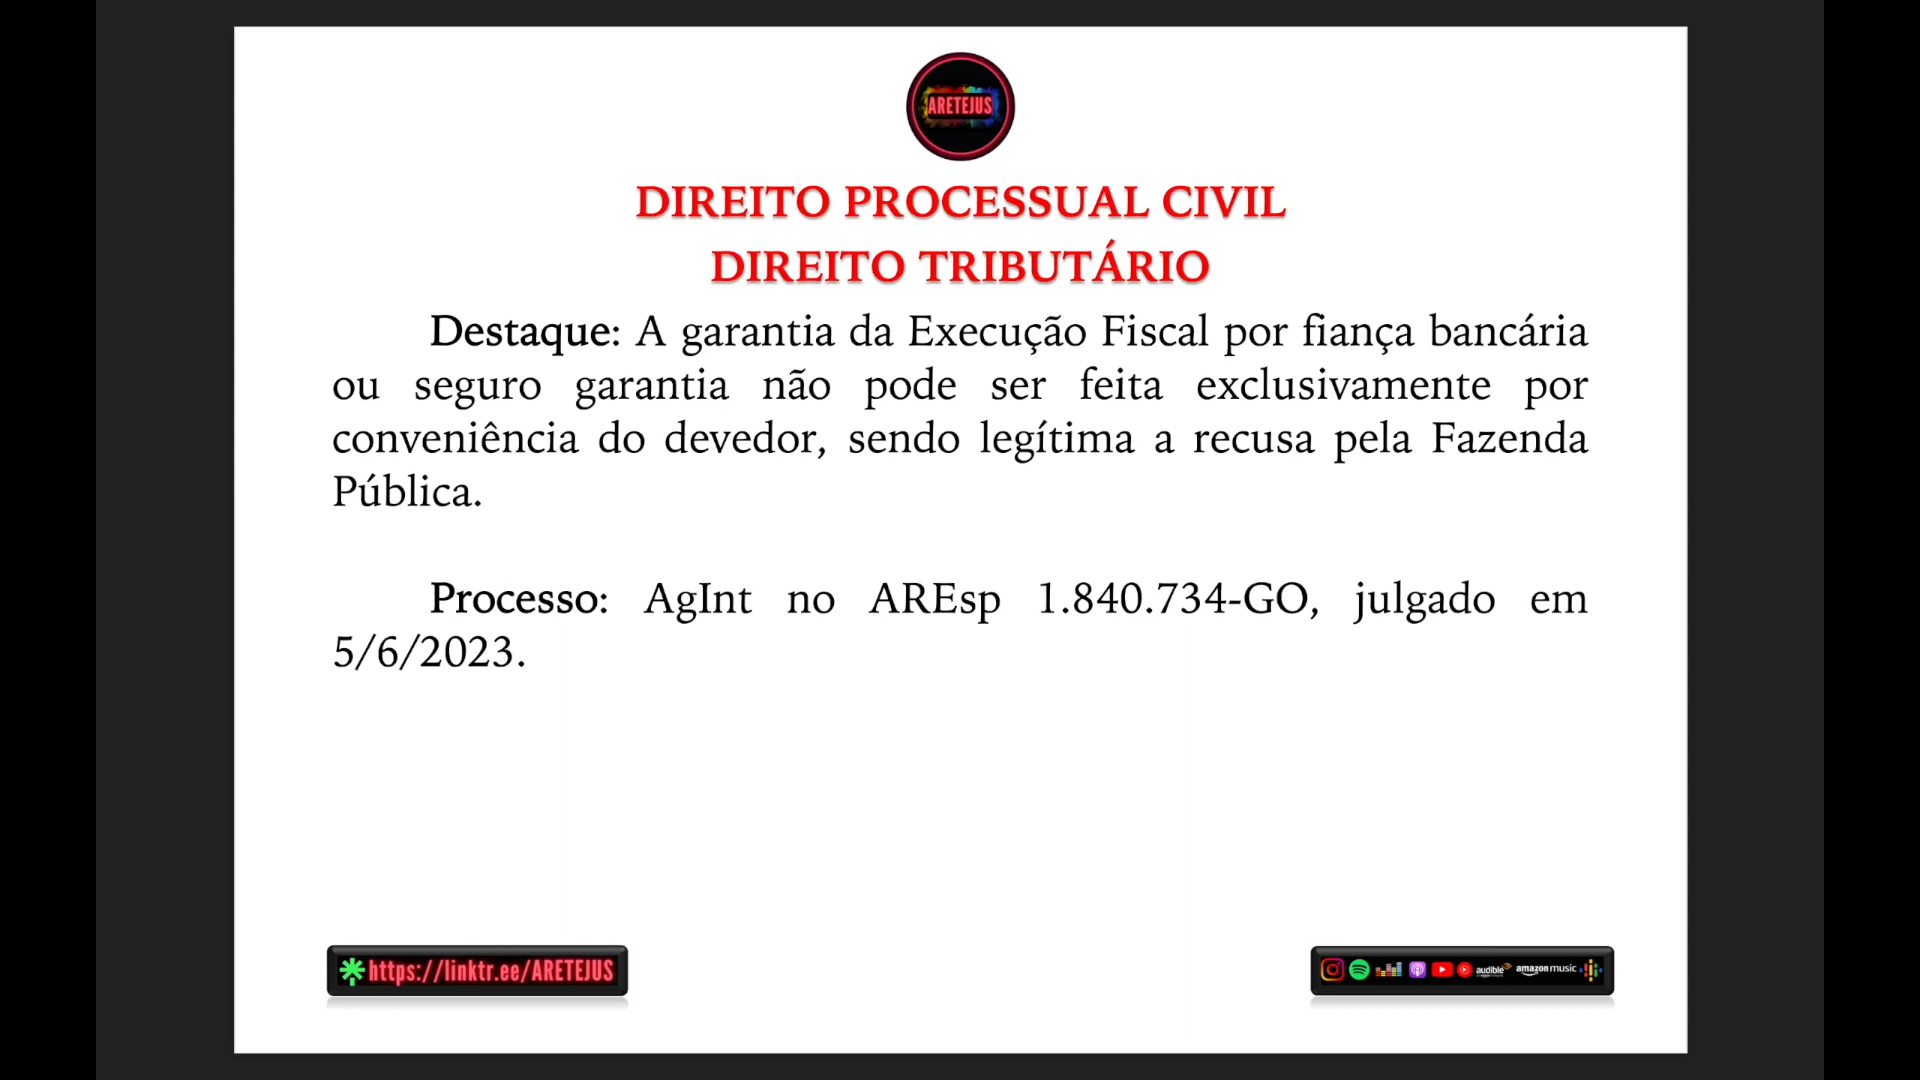 ARETEJUS
DIREITO PROCESSUAL CIVIL
DIREITO TRIBUTÁRIO
Destaque: A garantia da Execução Fiscal por fiança bancária
ou seguro garantia não pode ser feita exclusivamente por
conveniência do devedor, sendo legítima a recusa pela Fazenda
Pública.
Processo: AgInt no AREsp 1.840.734-GO, julgado em
5/6/2023.
https://linktr.ee/ARETEJUS
audible amazon music